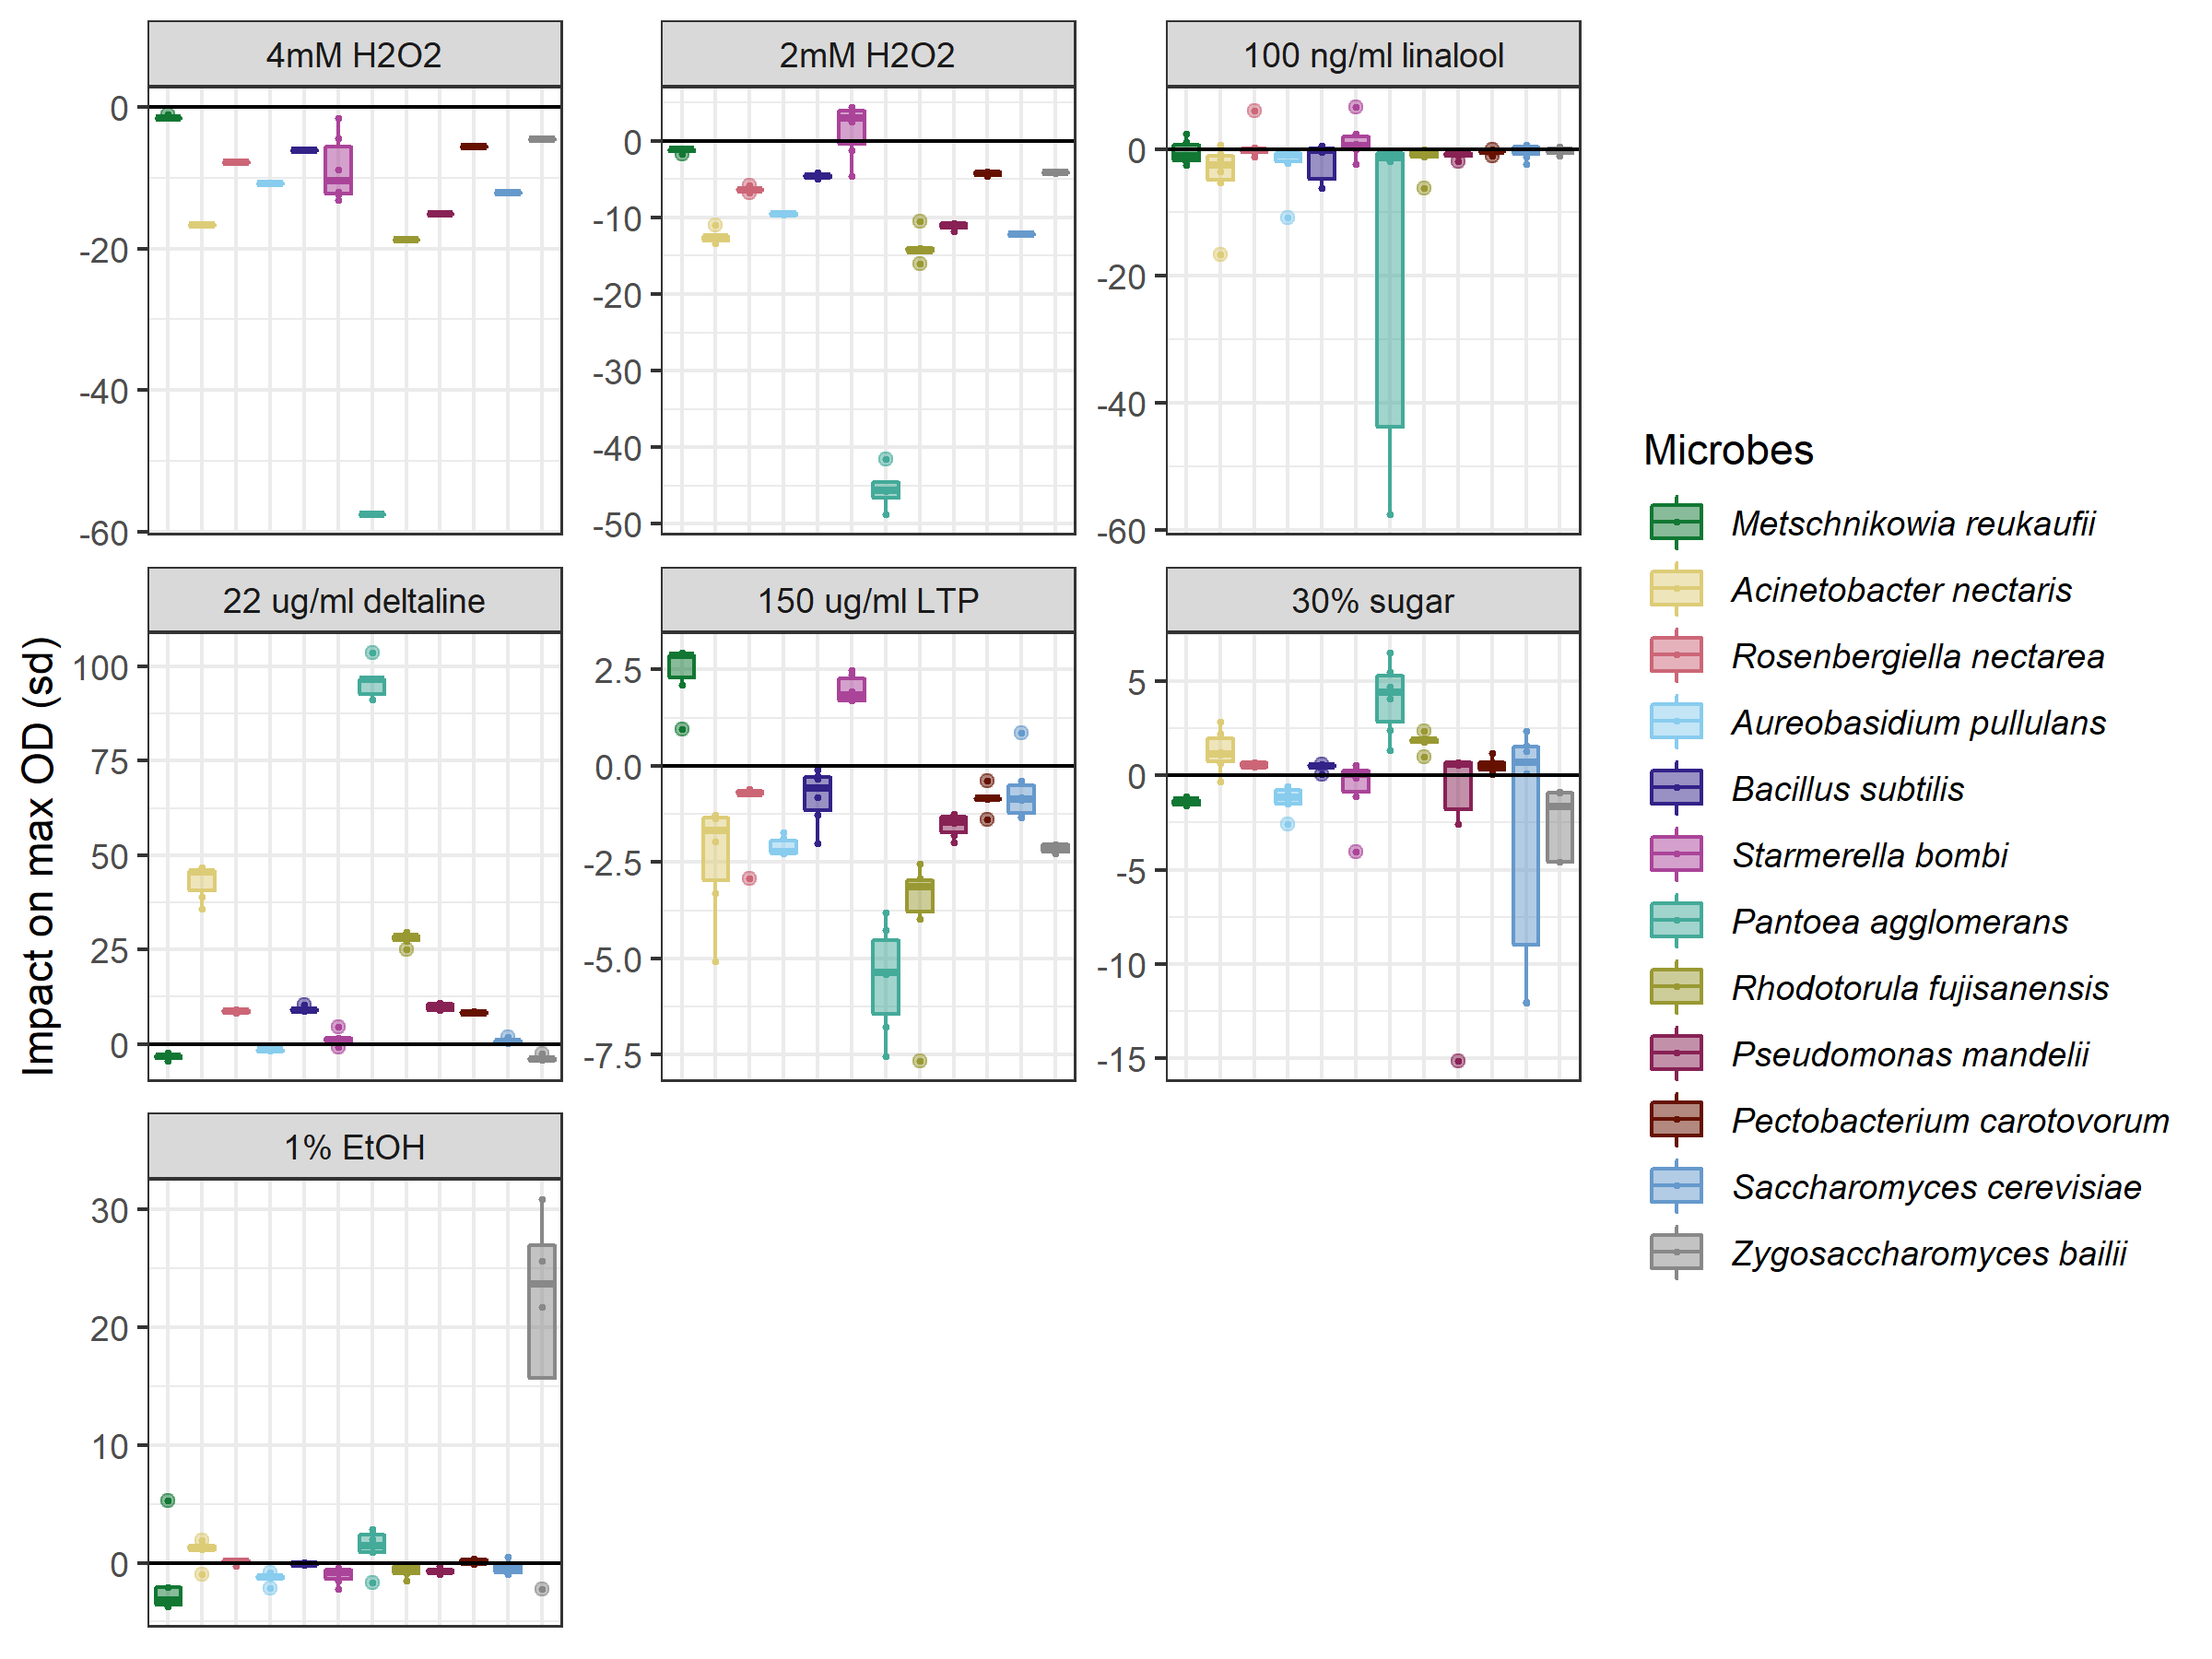 4mM H2O2
2mM H2O2
100 ng/ml linalool
0
-20
-40
-60
0
-10
-20
-30
-40
-50
0
-20
-40
-60
22 ug/ml deltaline
150 ug/ml LTP
30% sugar
100
75
50
25
0
2.5
0.0
-2.5
-5.0
-7.5
5
0
-5
-10
-15
1% EtOH
30
20
10
0
Impact on max OD (sd)
Microbes
Metschnikowia reukaufii
Acinetobacter nectaris
Rosenbergiella nectarea
Aureobasidium pullulans
Bacillus subtilis
Starmerella bombi
Pantoea agglomerans
Rhodotorula fujisanensis
Pseudomonas mandelii
Pectobacterium carotovorum
Saccharomyces cerevisiae
Zygosaccharomyces bailii